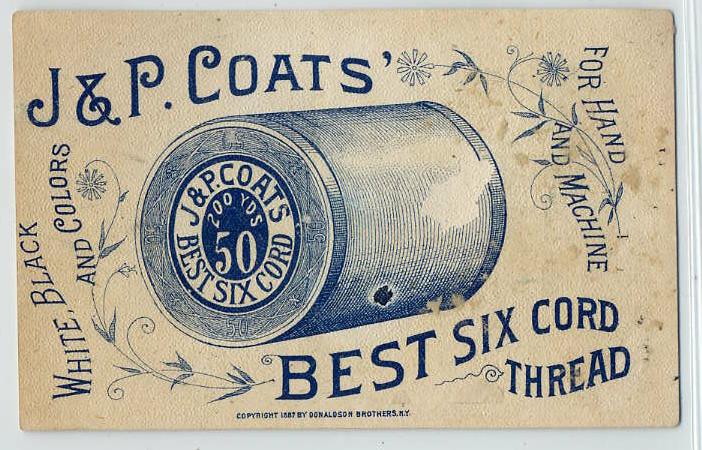 J & P. COATS'
FOR HAND
AND MACHINE
WHITE, BLACK
AND COLORS
J & P. COATS
200 YDS
50
BEST SIX CORD
50
BEST SIX CORD
THREAD
COPYRIGHT 1887 BY DONALDSON BROTHERS, N.Y.